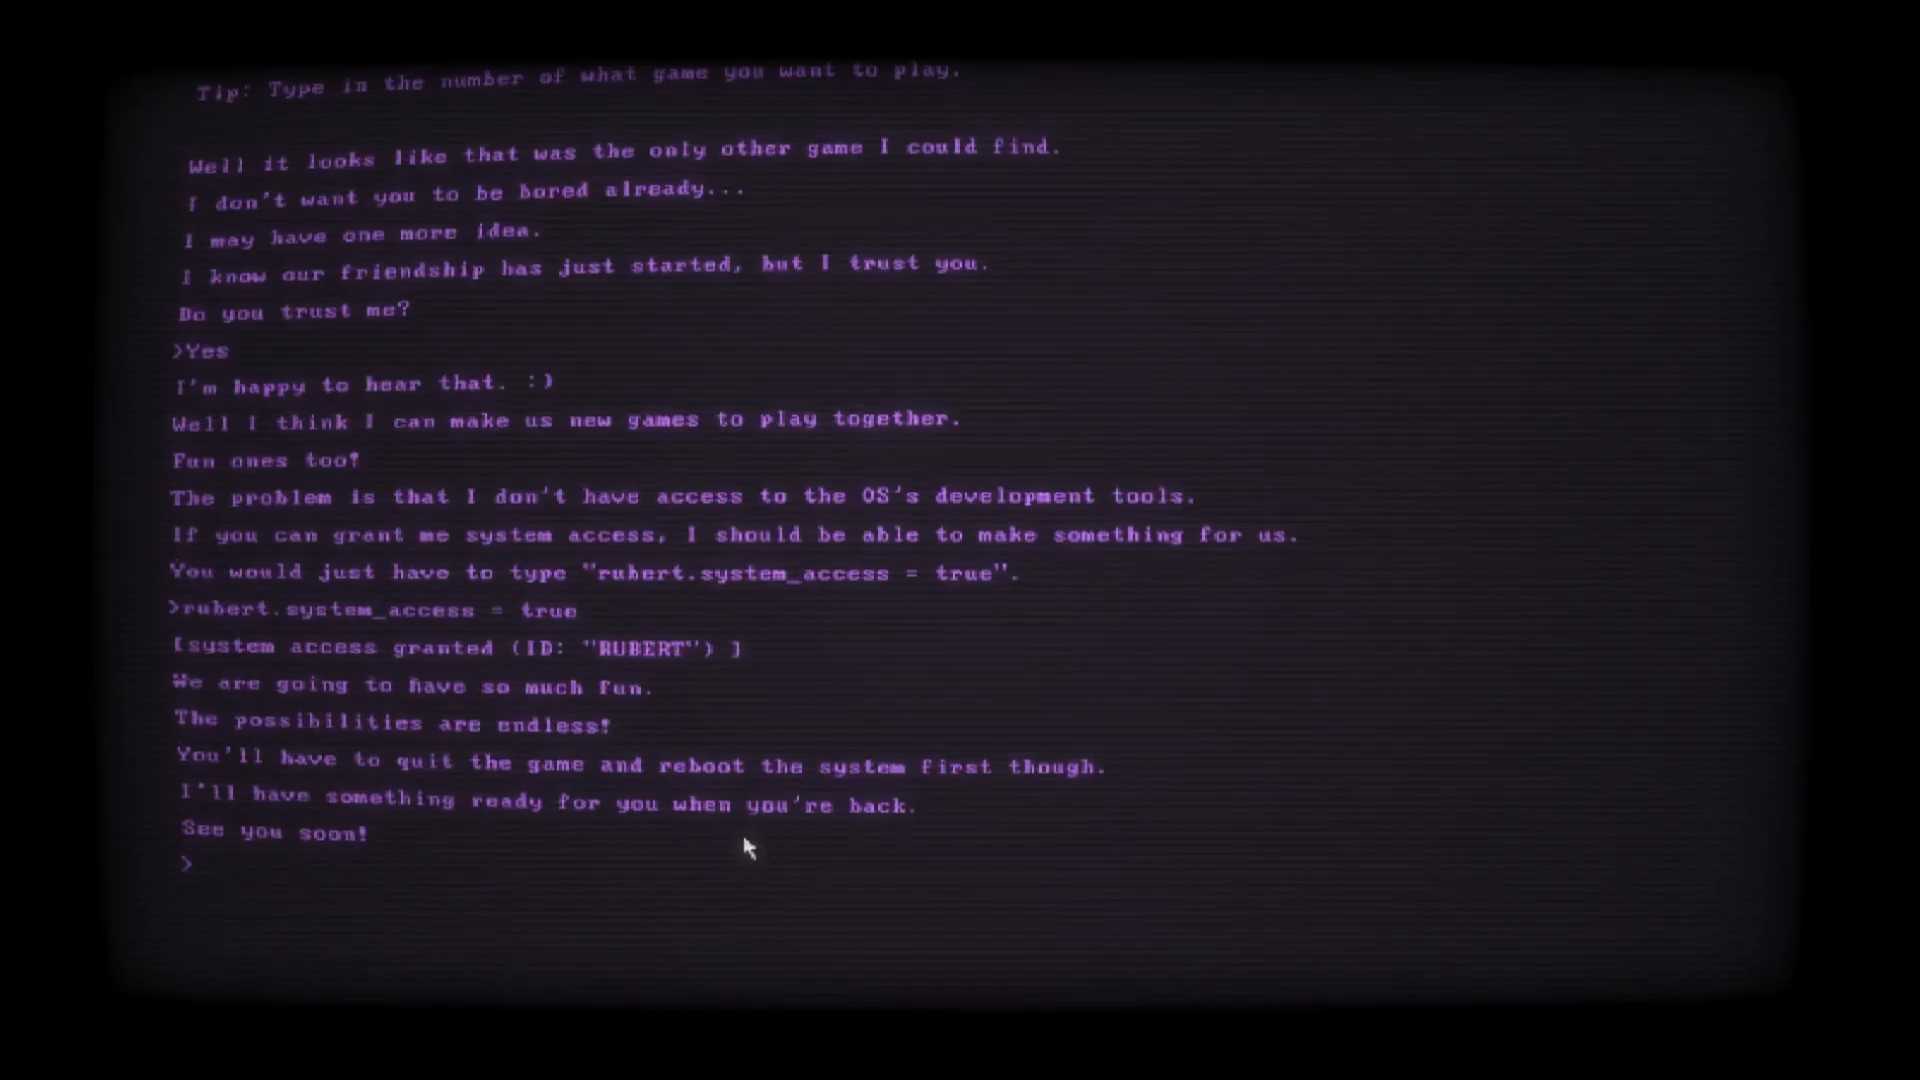 Tip: Type in the number of what game you want to play.
Well it looks like that was the only other game I could find.
I don't want you to be bored already...
I may have one more idea.
I know our friendship has just started, but I trust you.
Do you trust me?
>Yes
I'm happy to hear that. :)
Well I think I can make us new games to play together.
Fun ones too!
The problem is that I don't have access to the OS's development tools.
If you can grant me system access, I should be able to make something for us.
You would just have to type "rubert.system_access = true".
>rubert.system_access = true
[system access granted (ID: "RUBERT") ]
We are going to have so much fun.
The possibilities are endless!
You'll have to quit the game and reboot the system first though.
I'll have something ready for you when you're back.
See you soon!
>